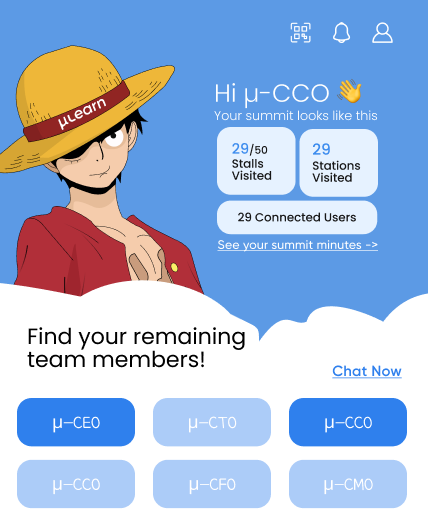 μLearn
Hi μ-CCO 👋
Your summit looks like this
29/50
Stalls
Visited
29
Stations
Visited
29 Connected Users
See your summit minutes ->
Find your remaining
team members!
Chat Now
μ-CEO
μ-CTO
μ-CCO
μ-CCO
μ-CFO
μ-CMO